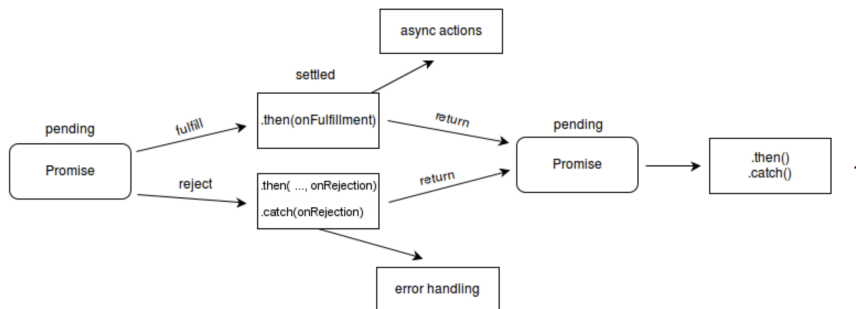 async actions
settled
.then(onFulfillment)
fulfill
return
pending
Promise
reject
.then( ..., onRejection)
.catch(onRejection)
return
pending
Promise
.then()
.catch()
error handling